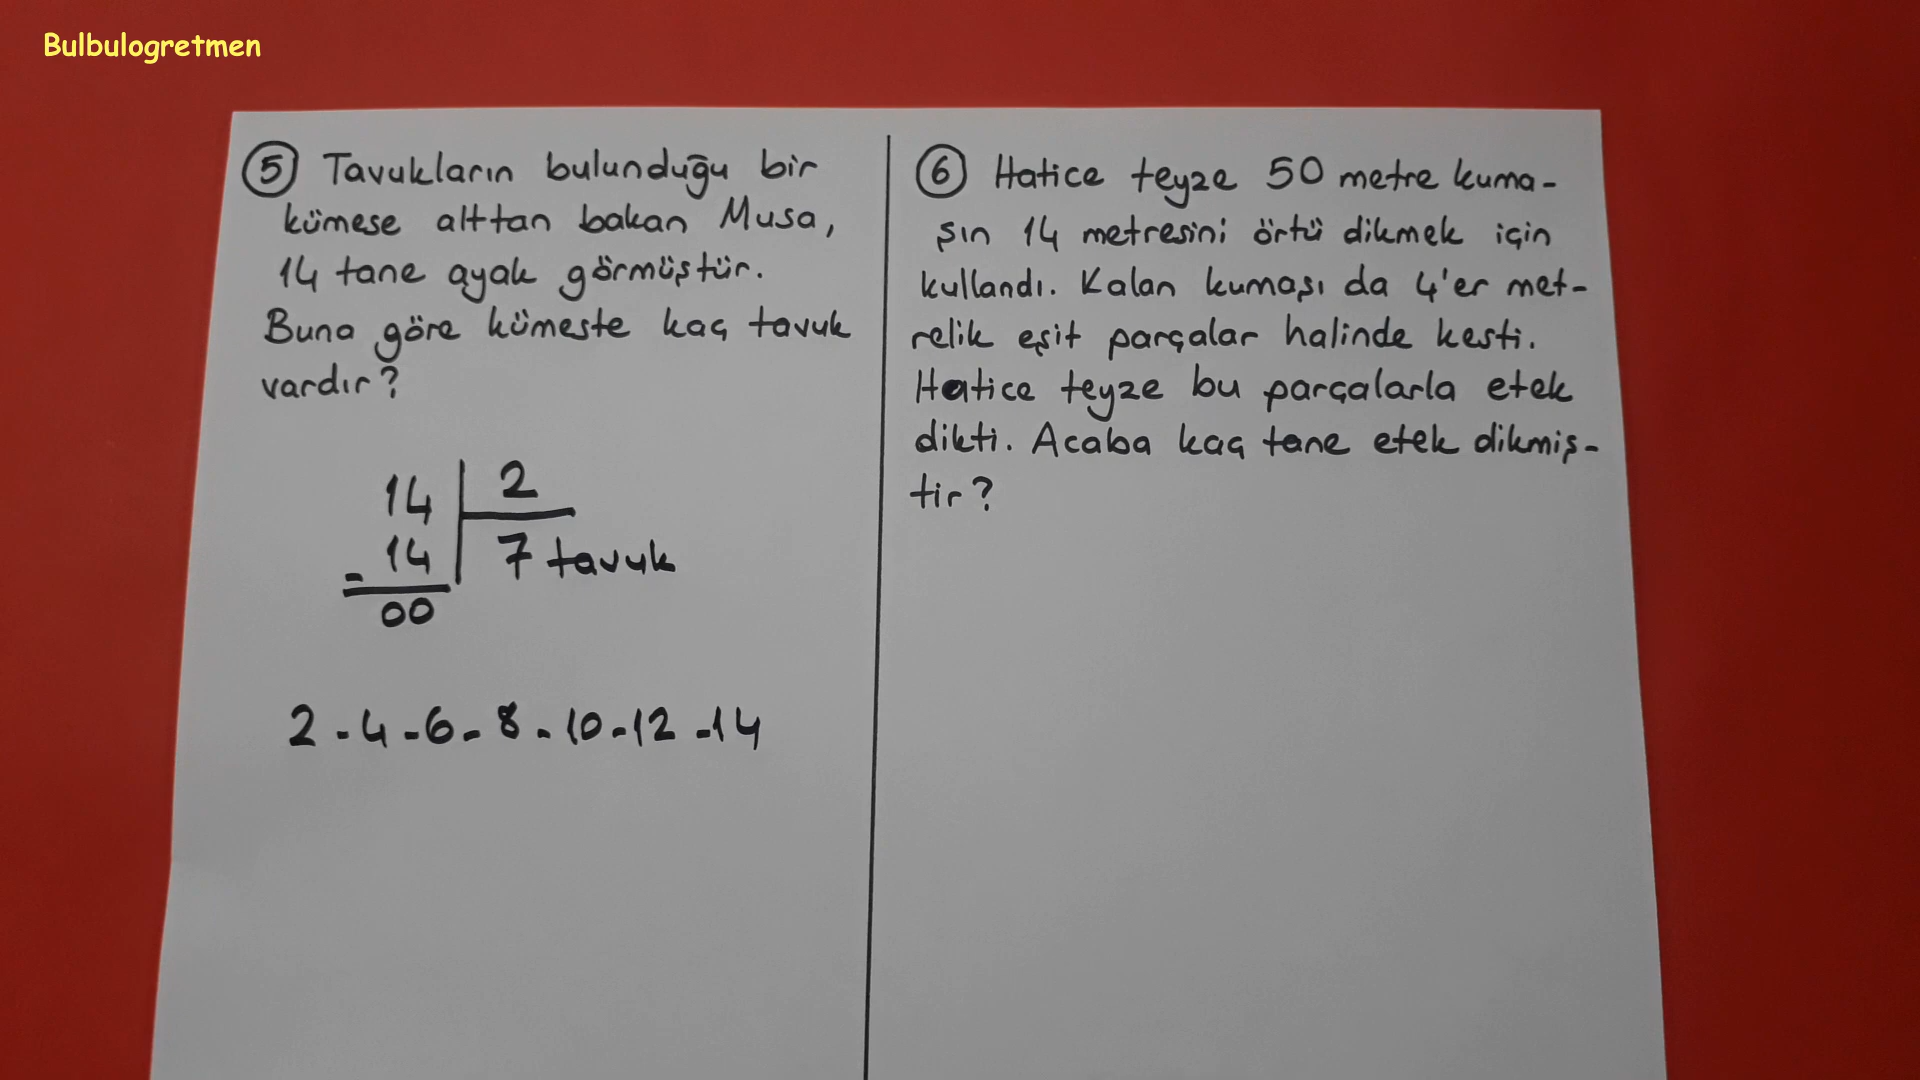 Bulbulogretmen
5 Tavukların bulunduğu bir
kümese alttan bakan Musa,
14 tane ayak görmüştür.
Buna göre kümeste kaç tavuk
vardır?
14 | 2
- 14 | 7 tavuk
00
2 - 4 - 6 - 8 - 10 - 12 - 14
6 Hatice teyze 50 metre kuma-
şın 14 metresini örtü dikmek için
kullandı. Kalan kumaşı da 4'er met-
relik eşit parçalar halinde kesti.
Hatice teyze bu parçalarla etek
dikti. Acaba kaç tane etek dikmiş-
tir?